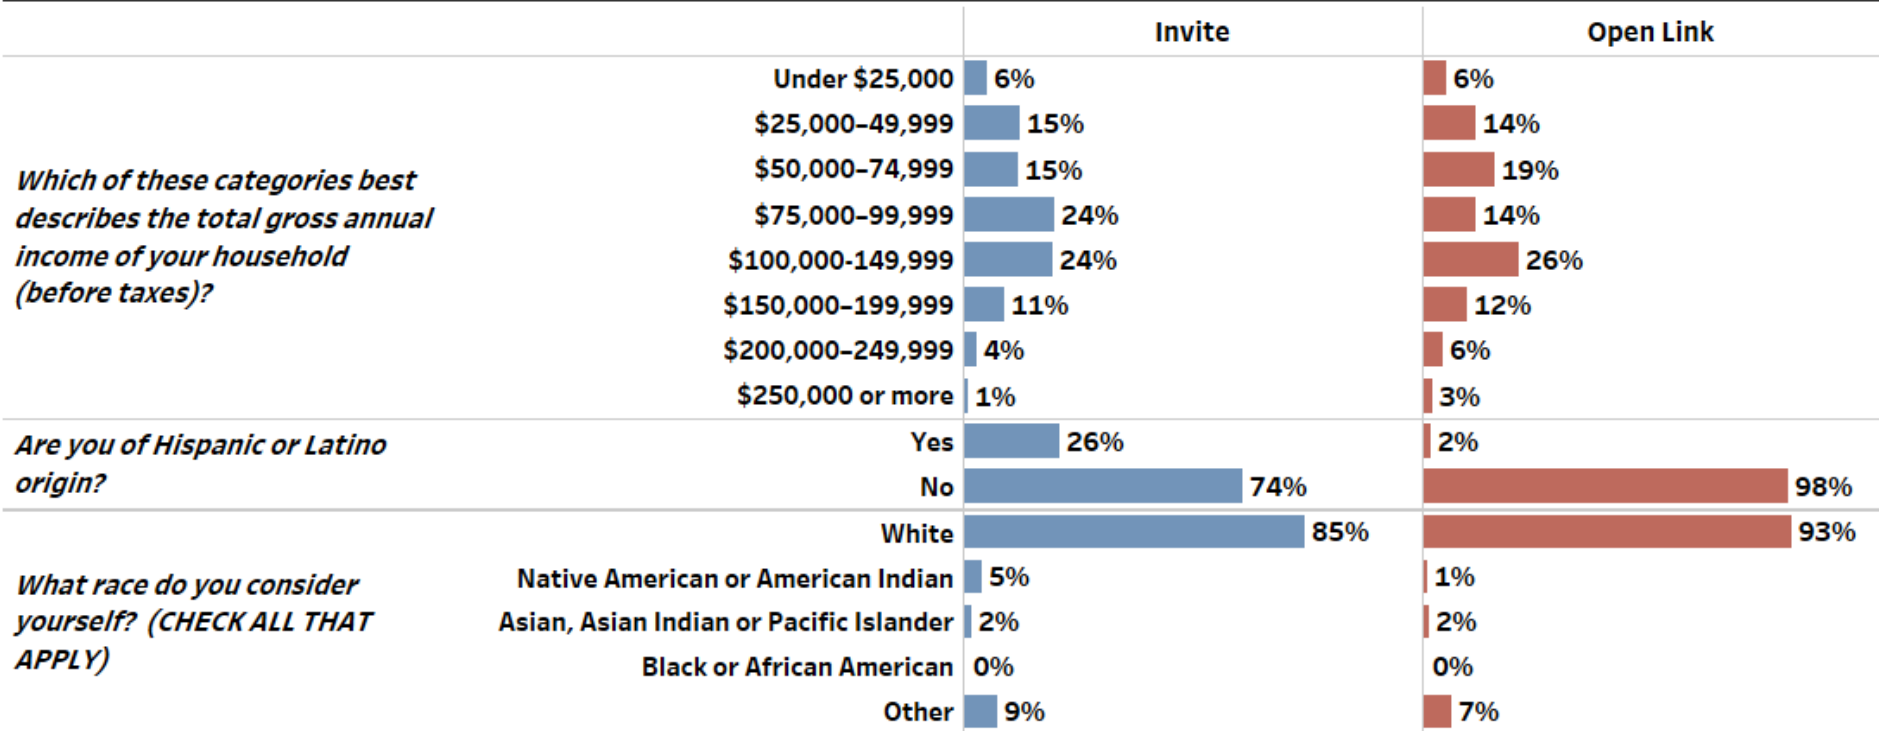 Invite Open Link
Under $25,000 6% 6%
$25,000–49,999 15% 14%
$50,000–74,999 15% 19%
Which of these categories best
describes the total gross annual
income of your household
(before taxes)?
$75,000–99,999 24% 14%
$100,000-149,999 24% 26%
$150,000–199,999 11% 12%
$200,000–249,999 4% 6%
$250,000 or more 1% 3%
Are you of Hispanic or Latino
origin?
Yes 26% 2%
No 74% 98%
What race do you consider
yourself? (CHECK ALL THAT
APPLY)
White 85% 93%
Native American or American Indian 5% 1%
Asian, Asian Indian or Pacific Islander 2% 2%
Black or African American 0% 0%
Other 9% 7%